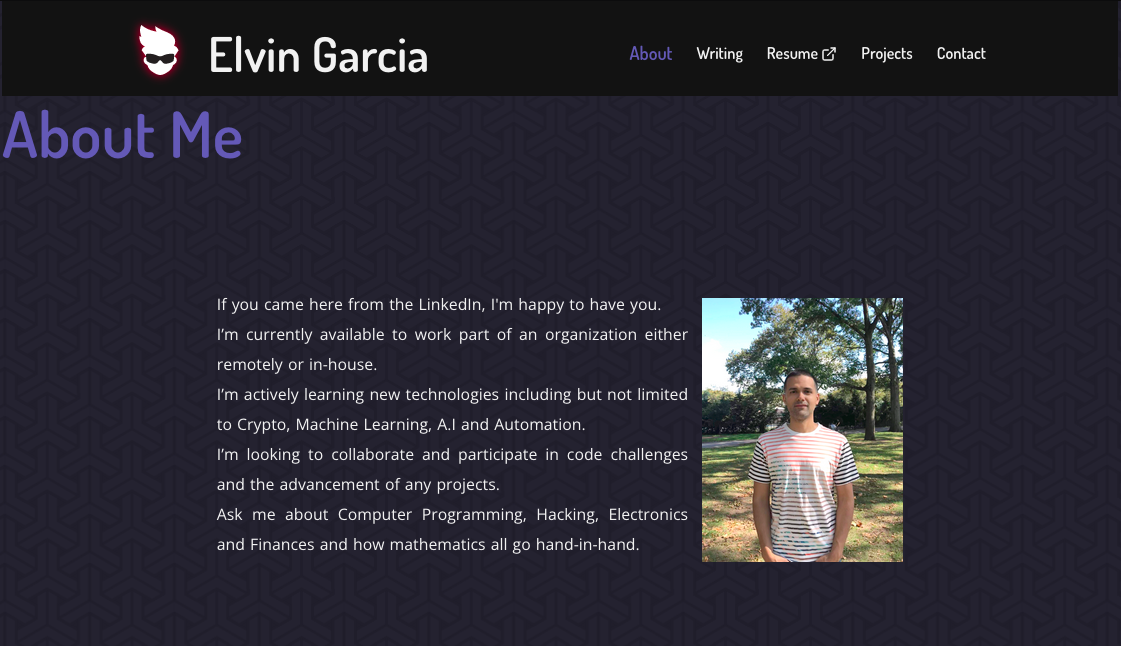 Elvin Garcia
About Writing Resume Projects Contact
About Me
If you came here from the LinkedIn, I'm happy to have you.
I’m currently available to work part of an organization either
remotely or in-house.
I’m actively learning new technologies including but not limited
to Crypto, Machine Learning, A.I and Automation.
I’m looking to collaborate and participate in code challenges
and the advancement of any projects.
Ask me about Computer Programming, Hacking, Electronics
and Finances and how mathematics all go hand-in-hand.